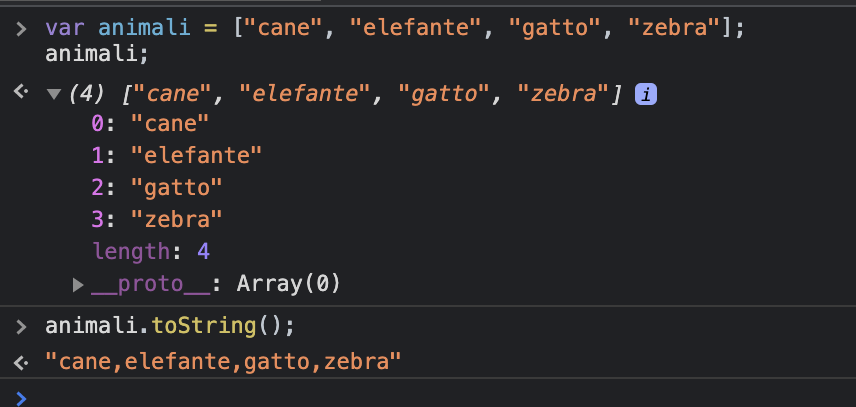 > var animali = ["cane", "elefante", "gatto", "zebra"];
animali;
(4) ["cane", "elefante", "gatto", "zebra"] i
0: "cane"
1: "elefante"
2: "gatto"
3: "zebra"
length: 4
__proto__: Array(0)
> animali.toString();
"cane,elefante,gatto,zebra"
>